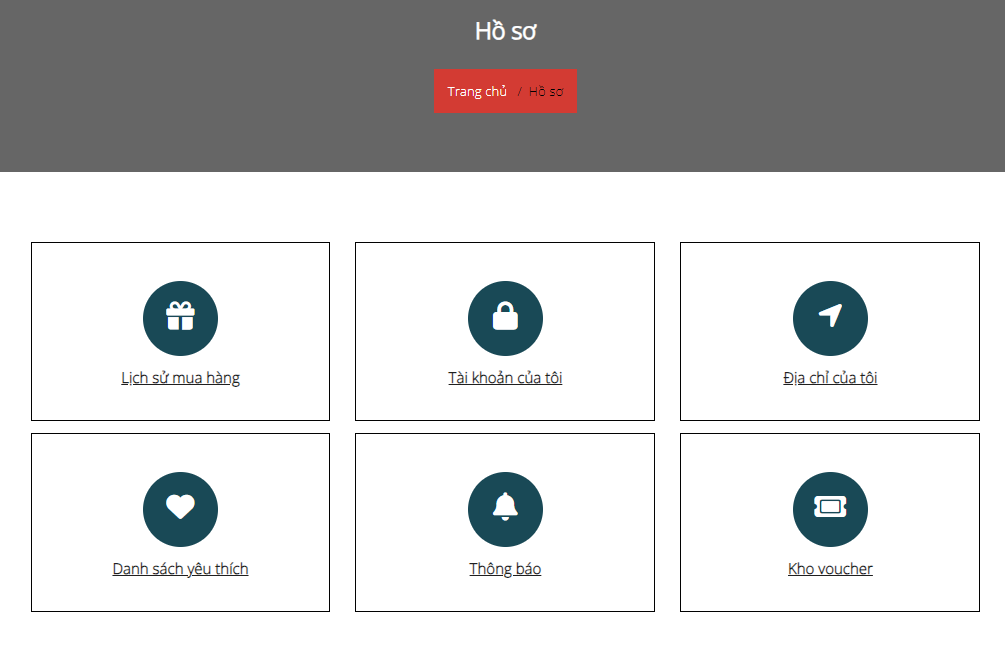 Hồ sơ
Trang chủ / Hồ sơ
Lịch sử mua hàng
Tài khoản của tôi
Địa chỉ của tôi
Danh sách yêu thích
Thông báo
Kho voucher